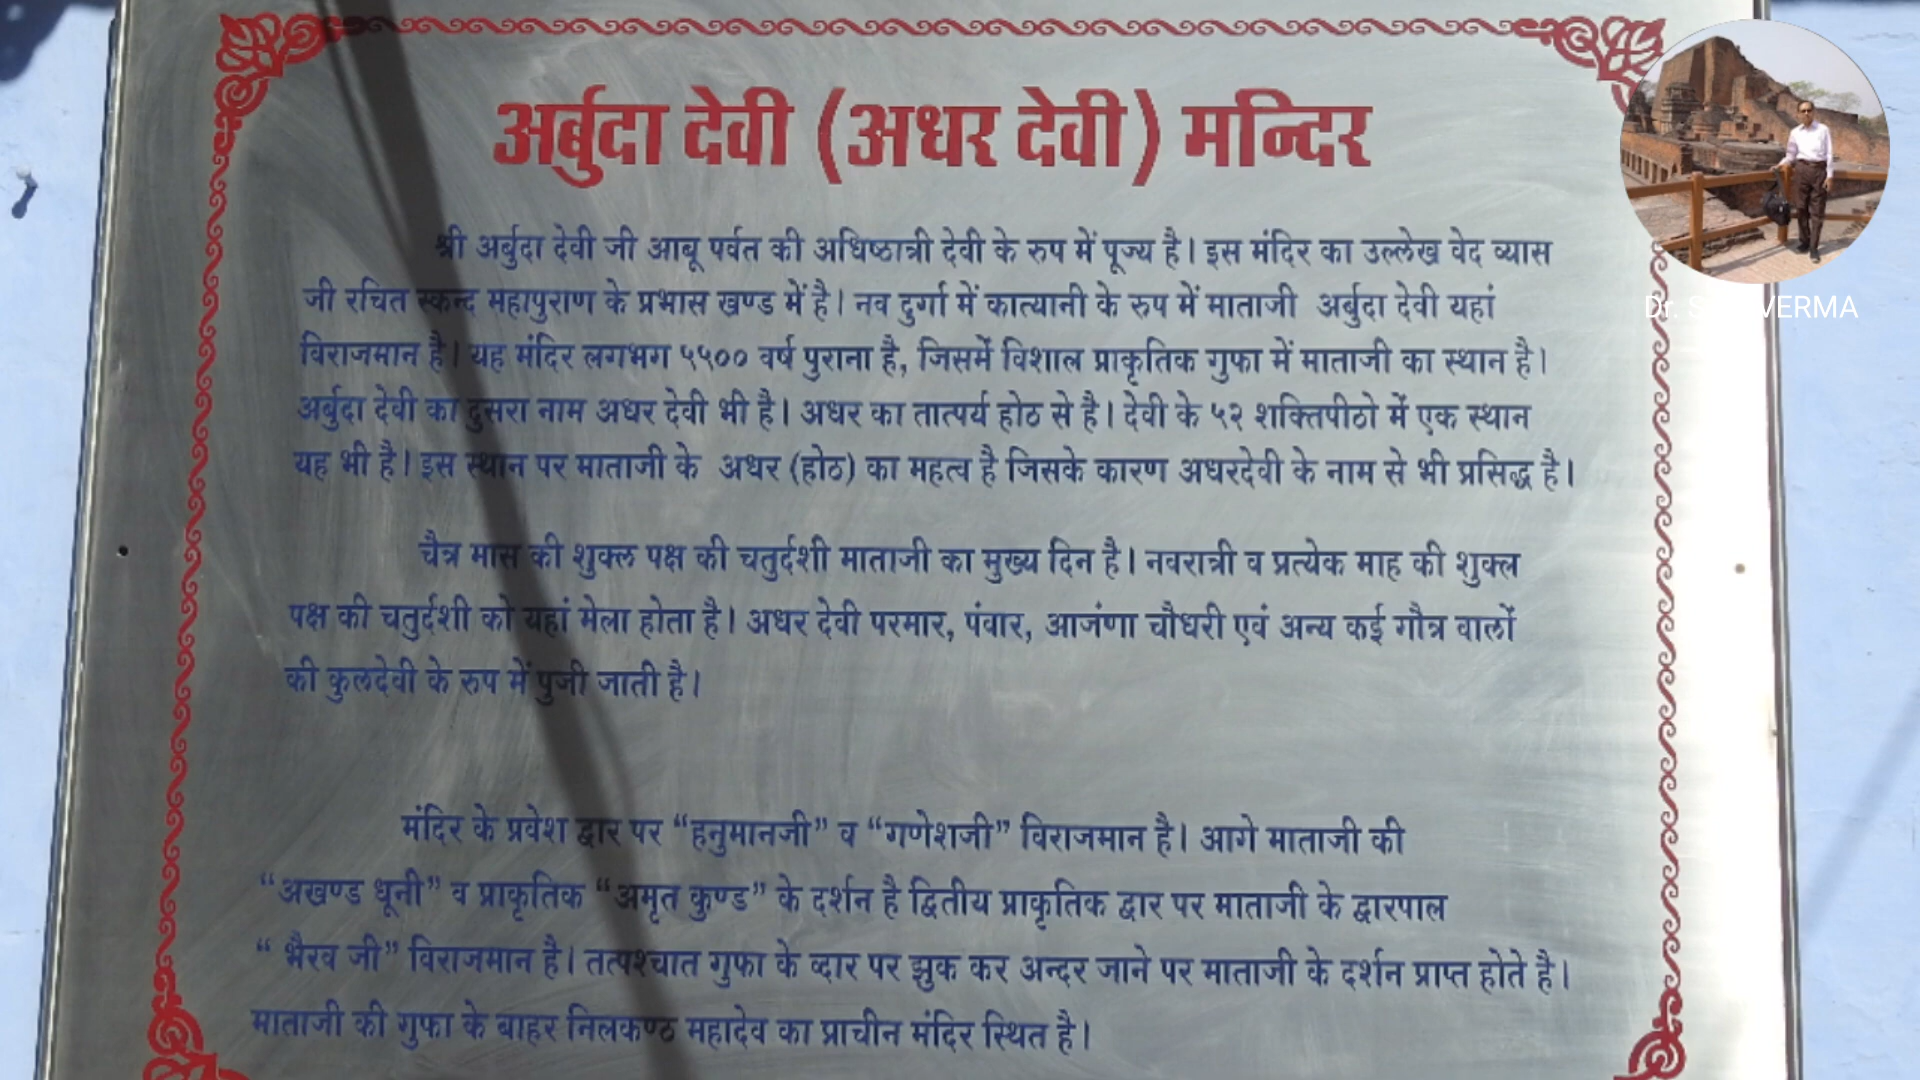 अर्बुदा देवी (अधर देवी) मन्दिर
श्री अर्बुदा देवी जी आबू पर्वत की अधिष्ठात्री देवी के रुप में पूज्य है। इस मंदिर का उल्लेख वेद व्यास
जी रचित स्कन्द महापुराण के प्रभास खण्ड में है। नव दुर्गा में कात्यानी के रुप में माताजी अर्बुदा देवी यहां
विराजमान है। यह मंदिर लगभग ५५०० वर्ष पुराना है, जिसमें विशाल प्राकृतिक गुफा में माताजी का स्थान है।
अर्बुदा देवी का दुसरा नाम अधर देवी भी है। अधर का तात्पर्य होठ से है। देवी के ५२ शक्तिपीठो में एक स्थान
यह भी है। इस स्थान पर माताजी के अधर (होठ) का महत्व है जिसके कारण अधरदेवी के नाम से भी प्रसिद्ध है।
चैत्र मास की शुक्ल पक्ष की चतुर्दशी माताजी का मुख्य दिन है। नवरात्री व प्रत्येक माह की शुक्ल
पक्ष की चतुर्दशी को यहां मेला होता है। अधर देवी परमार, पंवार, आजंणा चौधरी एवं अन्य कई गौत्र वालों
की कुलदेवी के रुप में पुजी जाती है।
मंदिर के प्रवेश द्वार पर “हनुमानजी” व “गणेशजी” विराजमान है। आगे माताजी की
“अखण्ड धूनी” व प्राकृतिक “अमृत कुण्ड” के दर्शन है द्वितीय प्राकृतिक द्वार पर माताजी के द्वारपाल
“ भैरव जी” विराजमान है। तत्पश्चात गुफा के व्दार पर झुक कर अन्दर जाने पर माताजी के दर्शन प्राप्त होते है।
माताजी की गुफा के बाहर निलकण्ठ महादेव का प्राचीन मंदिर स्थित है।
Dr. VERMA